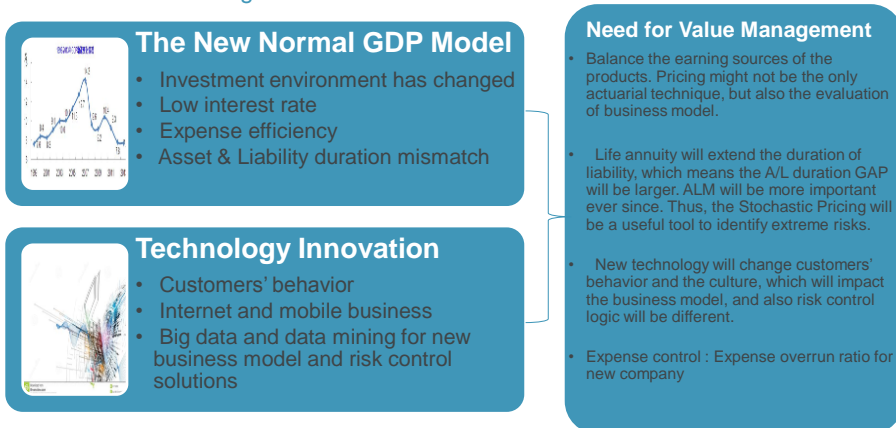 The New Normal GDP Model
• Investment environment has changed
• Low interest rate
• Expense efficiency
• Asset & Liability duration mismatch
Technology Innovation
• Customers' behavior
• Internet and mobile business
• Big data and data mining for new
business model and risk control
solutions
Need for Value Management
• Balance the earning sources of the
products. Pricing might not be the only
actuarial technique, but also the evaluation
of business model.
• Life annuity will extend the duration of
liability, which means the A/L duration GAP
will be larger. ALM will be more important
ever since. Thus, the Stochastic Pricing will
be a useful tool to identify extreme risks.
• New technology will change customers'
behavior and the culture, which will impact
the business model, and also risk control
logic will be different.
• Expense control : Expense overrun ratio for
new company